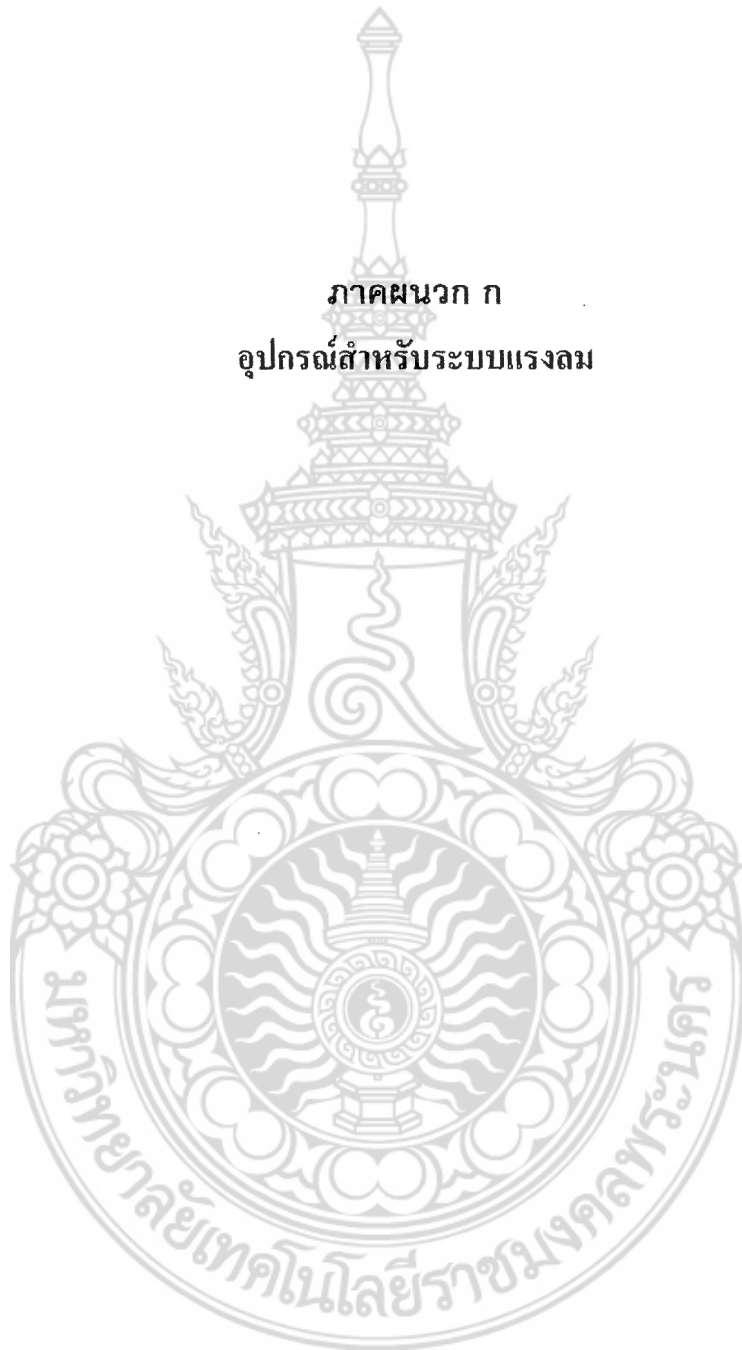 ภาคผนวก ก
อุปกรณ์สำหรับระบบแรงลม
มหาวิทยาลัยเทคโนโลยีราชมงคลพระนคร